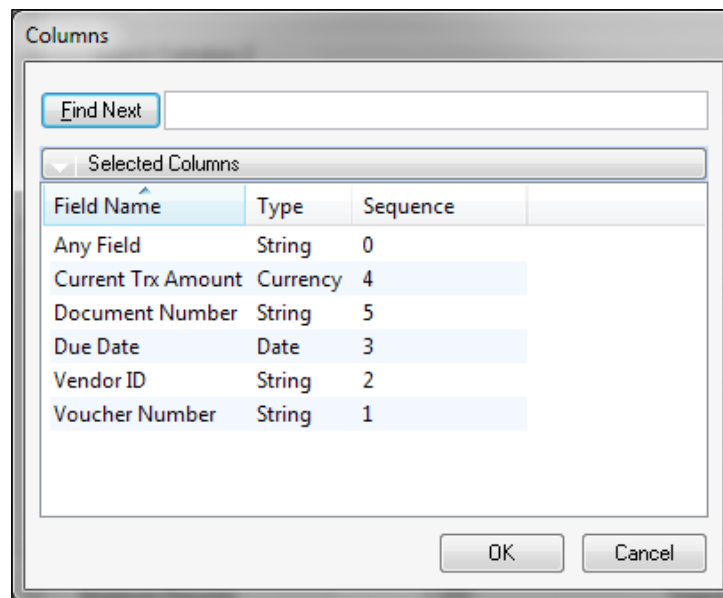 Columns
Find Next
Selected Columns
Field Name Type Sequence
Any Field String 0
Current Trx Amount Currency 4
Document Number String 5
Due Date Date 3
Vendor ID String 2
Voucher Number String 1
OK Cancel